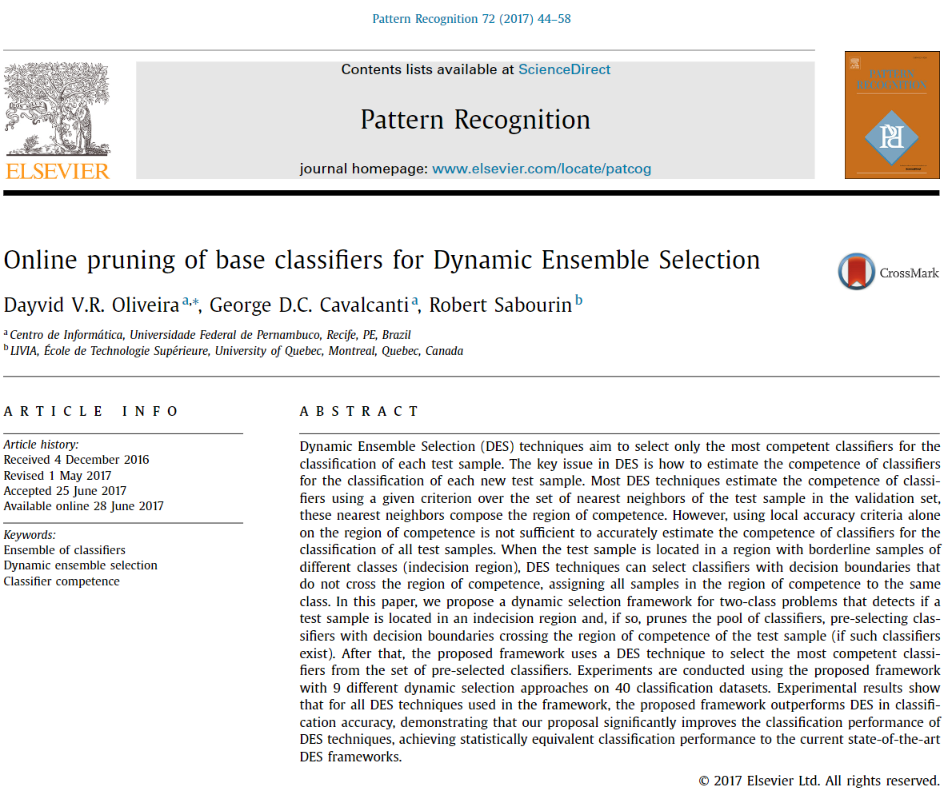 Pattern Recognition 72 (2017) 44–58
Contents lists available at ScienceDirect
Pattern Recognition
journal homepage: www.elsevier.com/locate/patcog
ELSEVIER
PATTERN
RECOGNITION
Online pruning of base classifiers for Dynamic Ensemble Selection
CrossMark
Dayvid V.R. Oliveira a,*, George D.C. Cavalcanti a, Robert Sabourin b
a Centro de Informática, Universidade Federal de Pernambuco, Recife, PE, Brazil
b LIVIA, École de Technologie Supérieure, University of Quebec, Montreal, Quebec, Canada
ARTICLE INFO
Article history:
Received 4 December 2016
Revised 1 May 2017
Accepted 25 June 2017
Available online 28 June 2017
Keywords:
Ensemble of classifiers
Dynamic ensemble selection
Classifier competence
ABSTRACT
Dynamic Ensemble Selection (DES) techniques aim to select only the most competent classifiers for the
classification of each test sample. The key issue in DES is how to estimate the competence of classifiers
for the classification of each new test sample. Most DES techniques estimate the competence of classi-
fiers using a given criterion over the set of nearest neighbors of the test sample in the validation set,
these nearest neighbors compose the region of competence. However, using local accuracy criteria alone
on the region of competence is not sufficient to accurately estimate the competence of classifiers for the
classification of all test samples. When the test sample is located in a region with borderline samples of
different classes (indecision region), DES techniques can select classifiers with decision boundaries that
do not cross the region of competence, assigning all samples in the region of competence to the same
class. In this paper, we propose a dynamic selection framework for two-class problems that detects if a
test sample is located in an indecision region and, if so, prunes the pool of classifiers, pre-selecting clas-
sifiers with decision boundaries crossing the region of competence of the test sample (if such classifiers
exist). After that, the proposed framework uses a DES technique to select the most competent classi-
fiers from the set of pre-selected classifiers. Experiments are conducted using the proposed framework
with 9 different dynamic selection approaches on 40 classification datasets. Experimental results show
that for all DES techniques used in the framework, the proposed framework outperforms DES in classifi-
cation accuracy, demonstrating that our proposal significantly improves the classification performance of
DES techniques, achieving statistically equivalent classification performance to the current state-of-the-art
DES frameworks.
© 2017 Elsevier Ltd. All rights reserved.